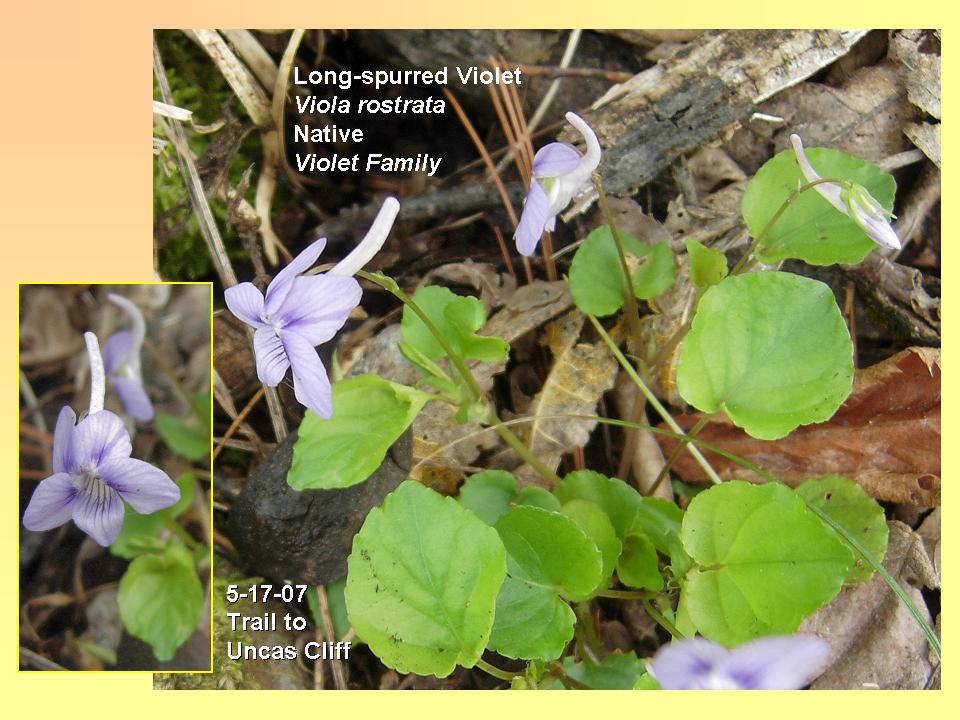 Long-spurred Violet
Viola rostrata
Native
Violet Family
5-17-07
Trail to
Uncas Cliff